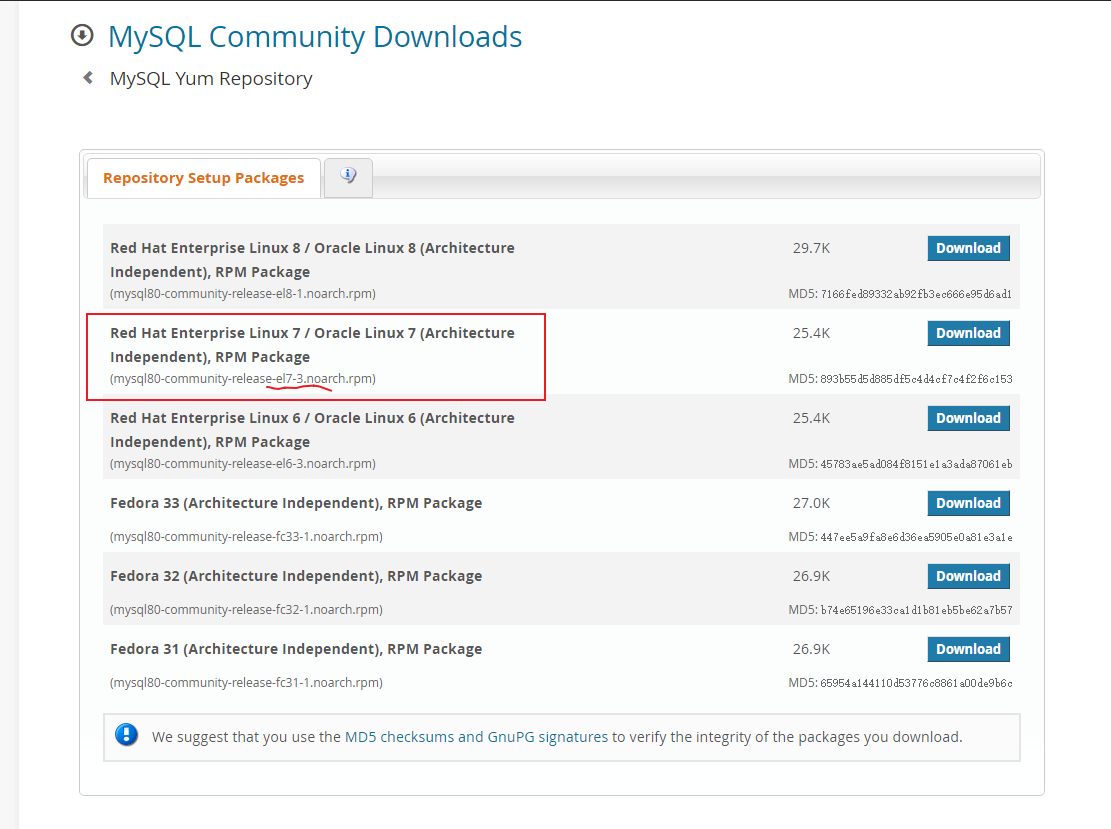 MySQL Community Downloads
MySQL Yum Repository
Repository Setup Packages
Red Hat Enterprise Linux 8 / Oracle Linux 8 (Architecture 29.7K Download
Independent), RPM Package
(mysql80-community-release-el8-1.noarch.rpm) MD5: 7166fed89332ab92fb3ec666e95d6ad1
Red Hat Enterprise Linux 7 / Oracle Linux 7 (Architecture 25.4K Download
Independent), RPM Package
(mysql80-community-release-el7-3.noarch.rpm) MD5: 893b55d5d885df5c4d4cf7c4f2f6c153
Red Hat Enterprise Linux 6 / Oracle Linux 6 (Architecture 25.4K Download
Independent), RPM Package
(mysql80-community-release-el6-3.noarch.rpm) MD5: 45783ae5ad084f8151e1a3ada87061eb
Fedora 33 (Architecture Independent), RPM Package 27.0K Download
(mysql80-community-release-fc33-1.noarch.rpm) MD5: 447ee5a9fa8e6d36ea5905e0a81e3a1e
Fedora 32 (Architecture Independent), RPM Package 26.9K Download
(mysql80-community-release-fc32-1.noarch.rpm) MD5: b74e65196e33ca1d1b81eb5be62a7b57
Fedora 31 (Architecture Independent), RPM Package 26.9K Download
(mysql80-community-release-fc31-1.noarch.rpm) MD5: 65954a144110d53776c8861a00de9b6c
We suggest that you use the MD5 checksums and GnuPG signatures to verify the integrity of the packages you download.